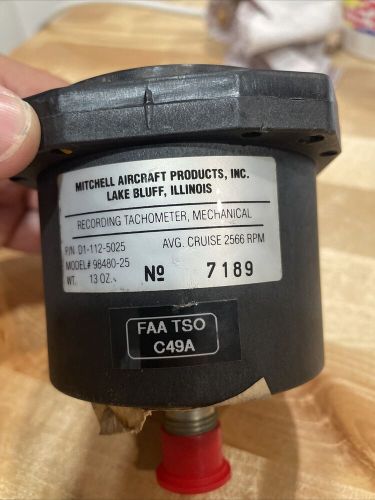 MITCHELL AIRCRAFT PRODUCTS, INC.
LAKE BLUFF, ILLINOIS
RECORDING TACHOMETER, MECHANICAL
P/N D1-112-5025 AVG. CRUISE 2566 RPM
MODEL# 98480-25
WT. 13 OZ. No 7189
FAA TSO
C49A